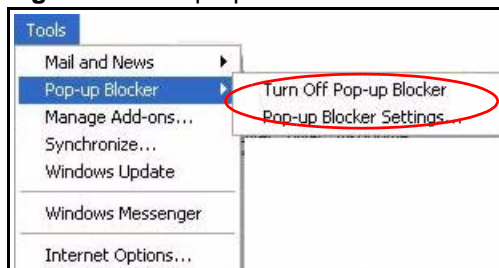 Tools
Mail and News
Pop-up Blocker
Turn Off Pop-up Blocker
Manage Add-ons...
Pop-up Blocker Settings...
Synchronize...
Windows Update
Windows Messenger
Internet Options...